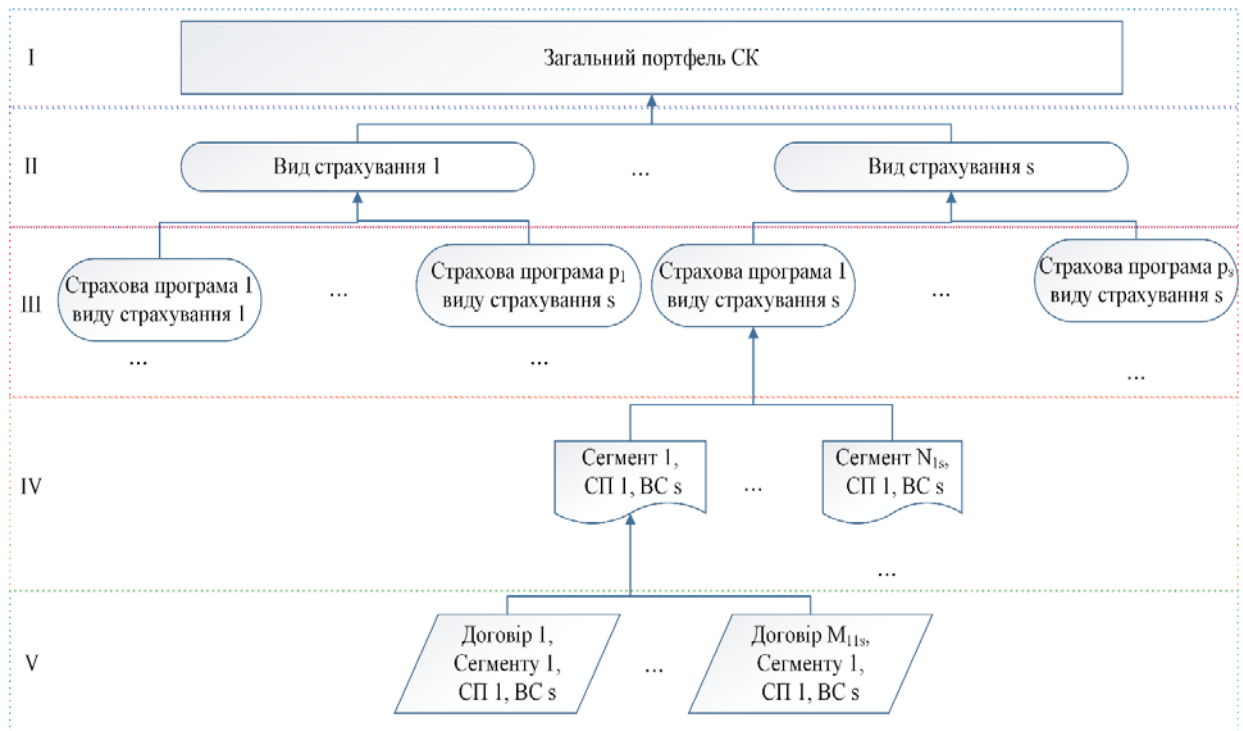 I
Загальний портфель СК
II
Вид страхування 1
...
Вид страхування s
III
Страхова програма 1
виду страхування 1
...
...
Страхова програма p1
виду страхування s
...
Страхова програма 1
виду страхування s
...
Страхова програма ps
виду страхування s
...
IV
Сегмент 1,
СП 1, ВС s
...
Сегмент N1s,
СП 1, ВС s
...
V
Договір 1,
Сегменту 1,
СП 1, ВС s
...
Договір M11s,
Сегменту 1,
СП 1, ВС s